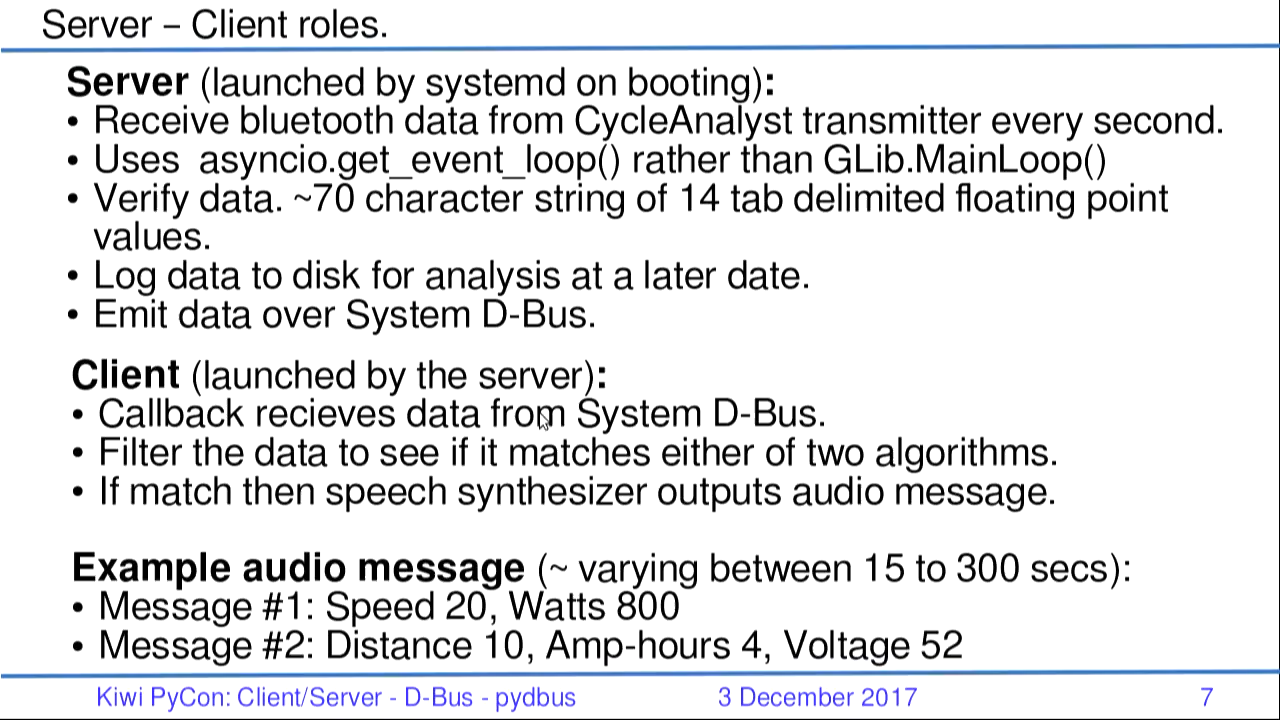 Server – Client roles.
Server (launched by systemd on booting):
• Receive bluetooth data from CycleAnalyst transmitter every second.
• Uses  asyncio.get_event_loop() rather than GLib.MainLoop()
• Verify data. ~70 character string of 14 tab delimited floating point
values.
• Log data to disk for analysis at a later date.
• Emit data over System D-Bus.
Client (launched by the server):
• Callback recieves data from System D-Bus.
• Filter the data to see if it matches either of two algorithms.
• If match then speech synthesizer outputs audio message.
Example audio message (~ varying between 15 to 300 secs):
• Message #1: Speed 20, Watts 800
• Message #2: Distance 10, Amp-hours 4, Voltage 52
Kiwi PyCon: Client/Server - D-Bus - pydbus 3 December 2017 7